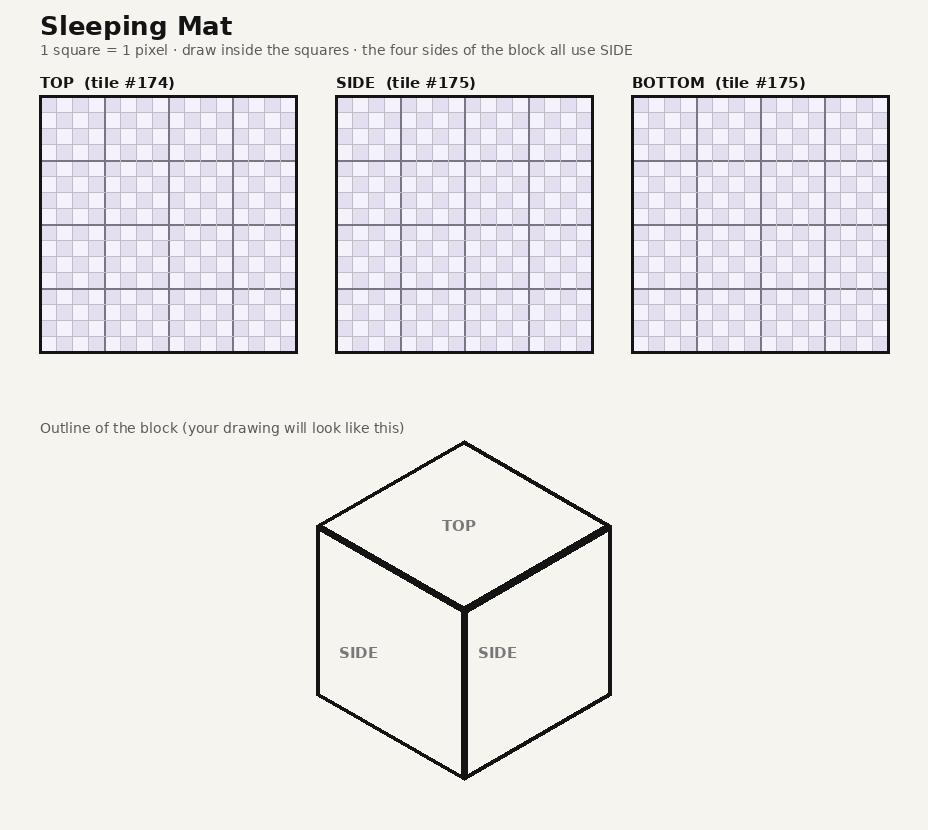 Sleeping Mat
1 square = 1 pixel · draw inside the squares · the four sides of the block all use SIDE
TOP (tile #174)
SIDE (tile #175)
BOTTOM (tile #175)
Outline of the block (your drawing will look like this)
TOP
SIDE
SIDE